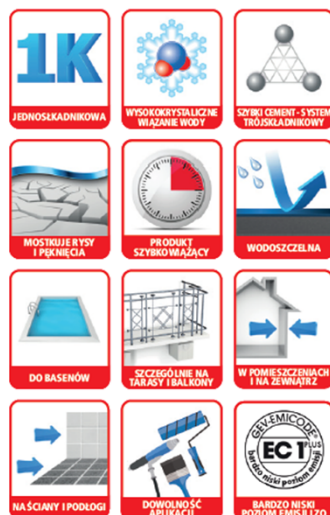 1K
JEDNOSKŁADNIKOWA
WYSOKOKRYSTALICZNE
WIĄZANIE WODY
SZYBKI CEMENT - SYSTEM
TRÓJSKŁADNIKOWY
MOSTKUJE RYSY
I PĘKNIĘCIA
PRODUKT
SZYBKOWIĄŻĄCY
WODOSZCZELNA
DO BASENÓW
SZCZEGÓLNIE NA
TARASY I BALKONY
W POMIESZCZENIACH
I NA ZEWNĄTRZ
NA ŚCIANY I PODŁOGI
DOWOLNOŚĆ
APLIKACJI
GEV-EMICODE®
EC 1 PLUS
bardzo niski poziom emisji
BARDZO NISKI
POZIOM EMISJI LZO